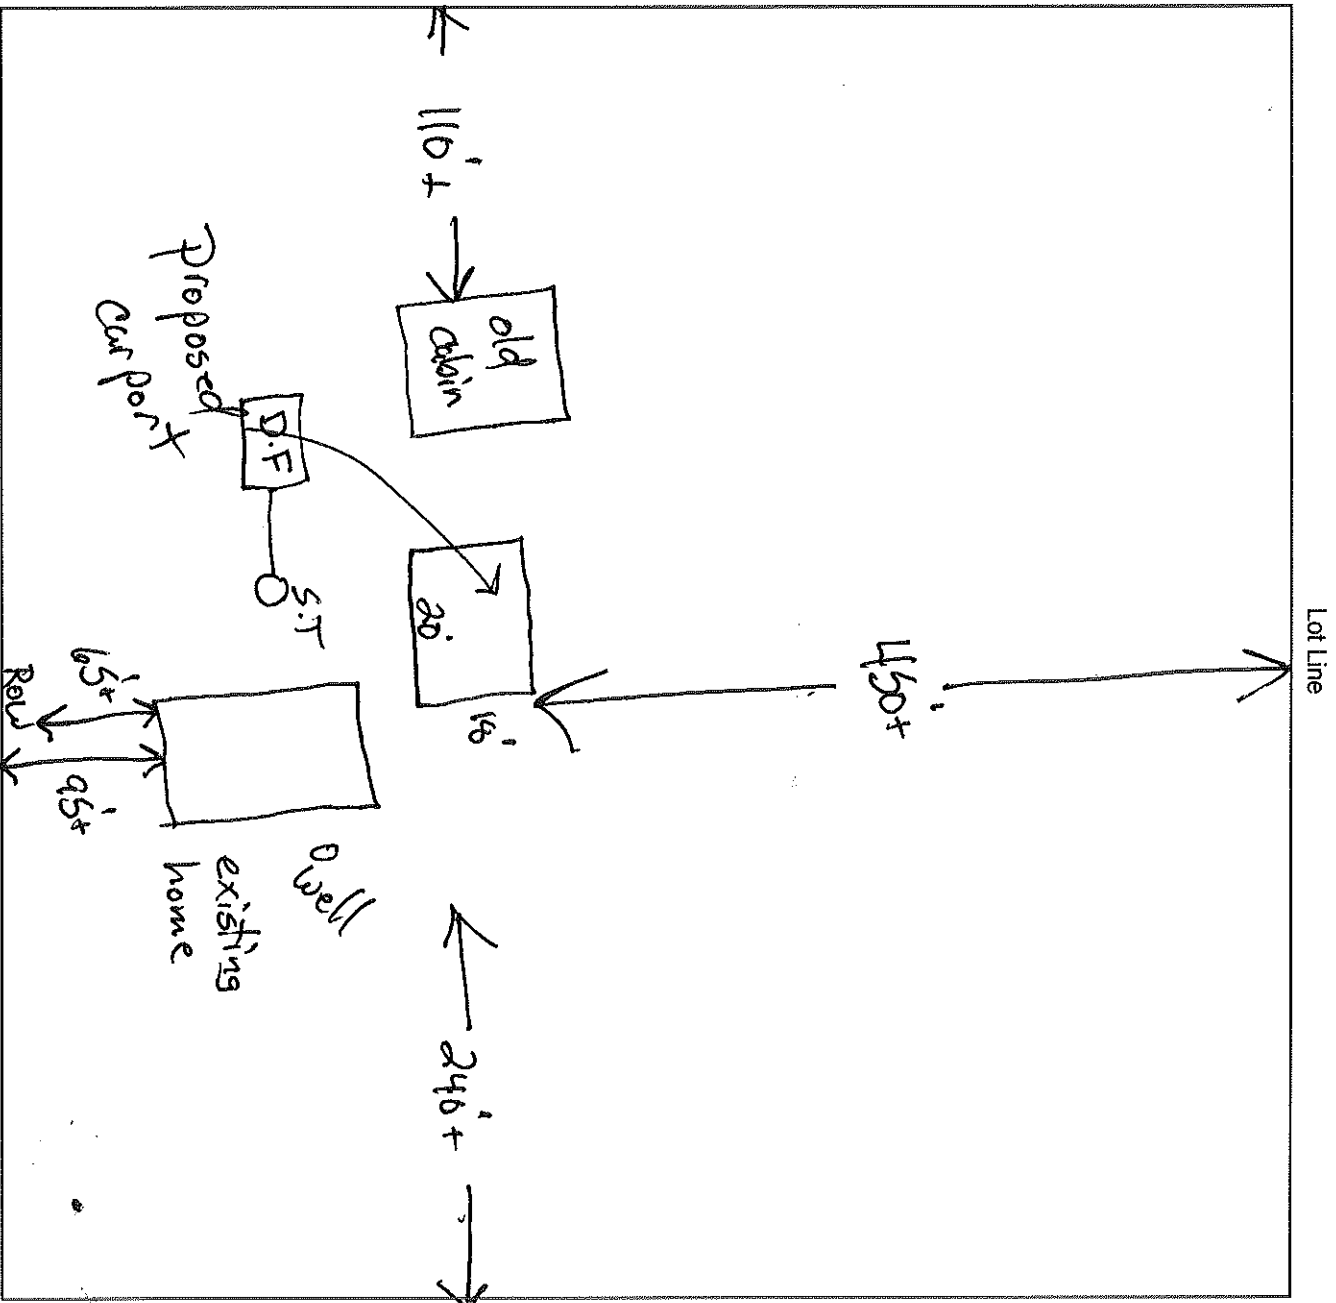 Lot Line
450'+
old
cabin
18'
110'+
20'
240'+
well
S.T
D.F
existing
home
Proposed
Car port
65'+
95'+
Row